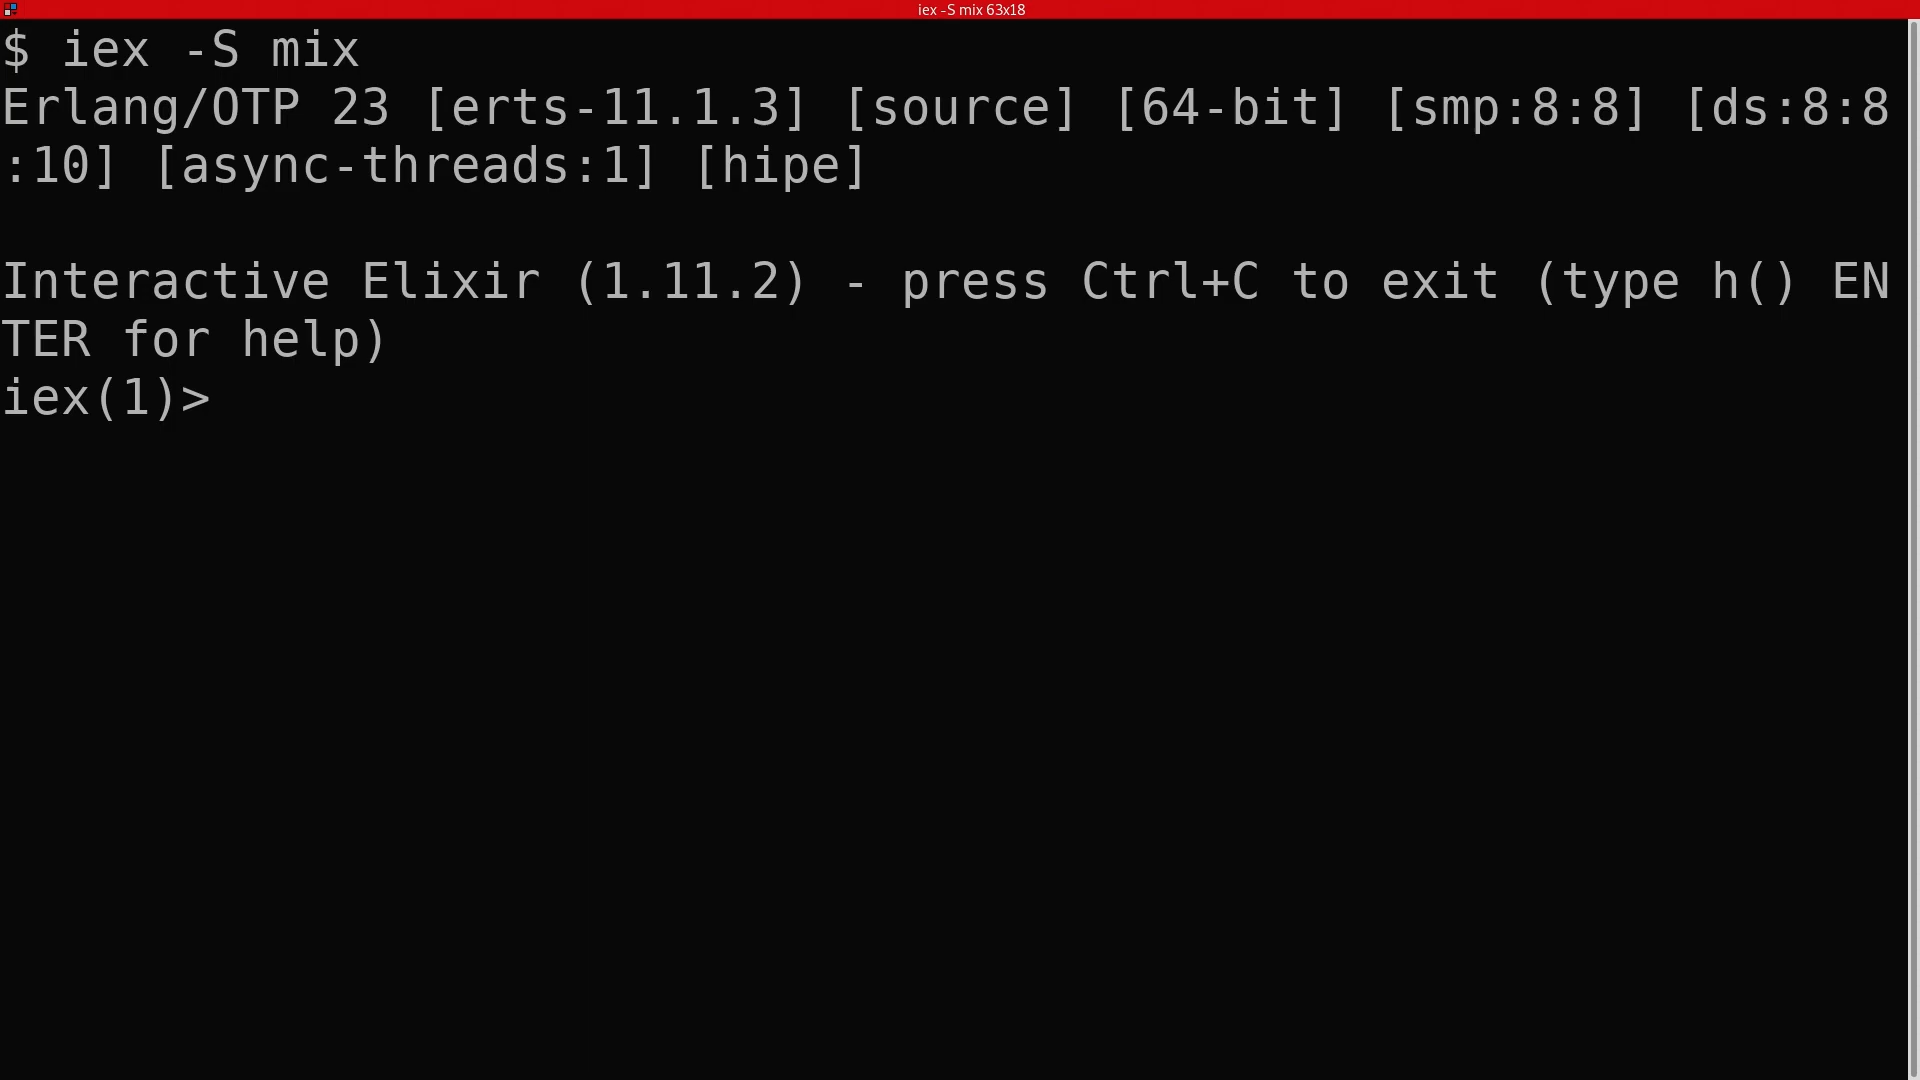 iex -S mix 63x18
$ iex -S mix
Erlang/OTP 23 [erts-11.1.3] [source] [64-bit] [smp:8:8] [ds:8:8
:10] [async-threads:1] [hipe]
Interactive Elixir (1.11.2) - press Ctrl+C to exit (type h() EN
TER for help)
iex(1)>